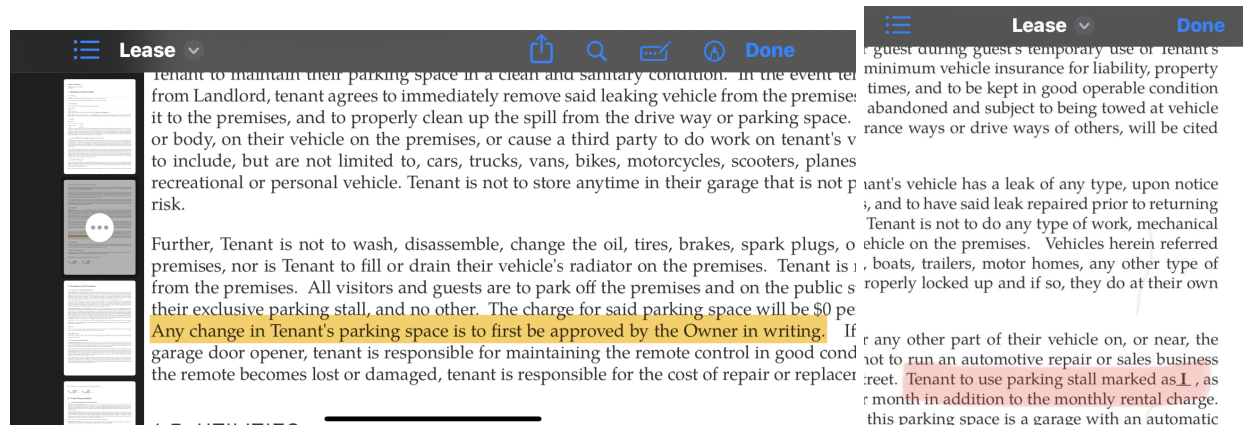 Lease
Done
Tenant to maintain their parking space in a clean and sanitary condition. In the event
from Landlord, tenant agrees to immediately remove said leaking vehicle from the premises
it to the premises, and to properly clean up the spill from the drive way or parking space.
or body, on their vehicle on the premises, or cause a third party to do work on tenant's
to include, but are not limited to, cars, trucks, vans, bikes, motorcycles, scooters, planes
recreational or personal vehicle. Tenant is not to store anytime in their garage that is not
risk.
Further, Tenant is not to wash, disassemble, change the oil, tires, brakes, spark plugs,
premises, nor is Tenant to fill or drain their vehicle's radiator on the premises. Tenant is
from the premises. All visitors and guests are to park off the premises and on the public
their exclusive parking stall, and no other. The charge for said parking space will be $0
Any change in Tenant's parking space is to first be approved by the Owner in writing. If
garage door opener, tenant is responsible for maintaining the remote control in good
the remote becomes lost or damaged, tenant is responsible for the cost of repair or
UTILITIES
Lease
Done
guest during guest's temporary use of Tenant's
minimum vehicle insurance for liability, property
times, and to be kept in good operable condition
abandoned and subject to being towed at vehicle
ways or drive ways of others, will be cited
vehicle has a leak of any type, upon notice
, and to have said leak repaired prior to returning
Tenant is not to do any type of work, mechanical
on the premises. Vehicles herein referred
, boats, trailers, motor homes, any other type of
locked up and if so, they do at their own
any other part of their vehicle on, or near, the
to run an automotive repair or sales business
Tenant to use parking stall marked as I , as
month in addition to the monthly rental charge.
this parking space is a garage with an automatic